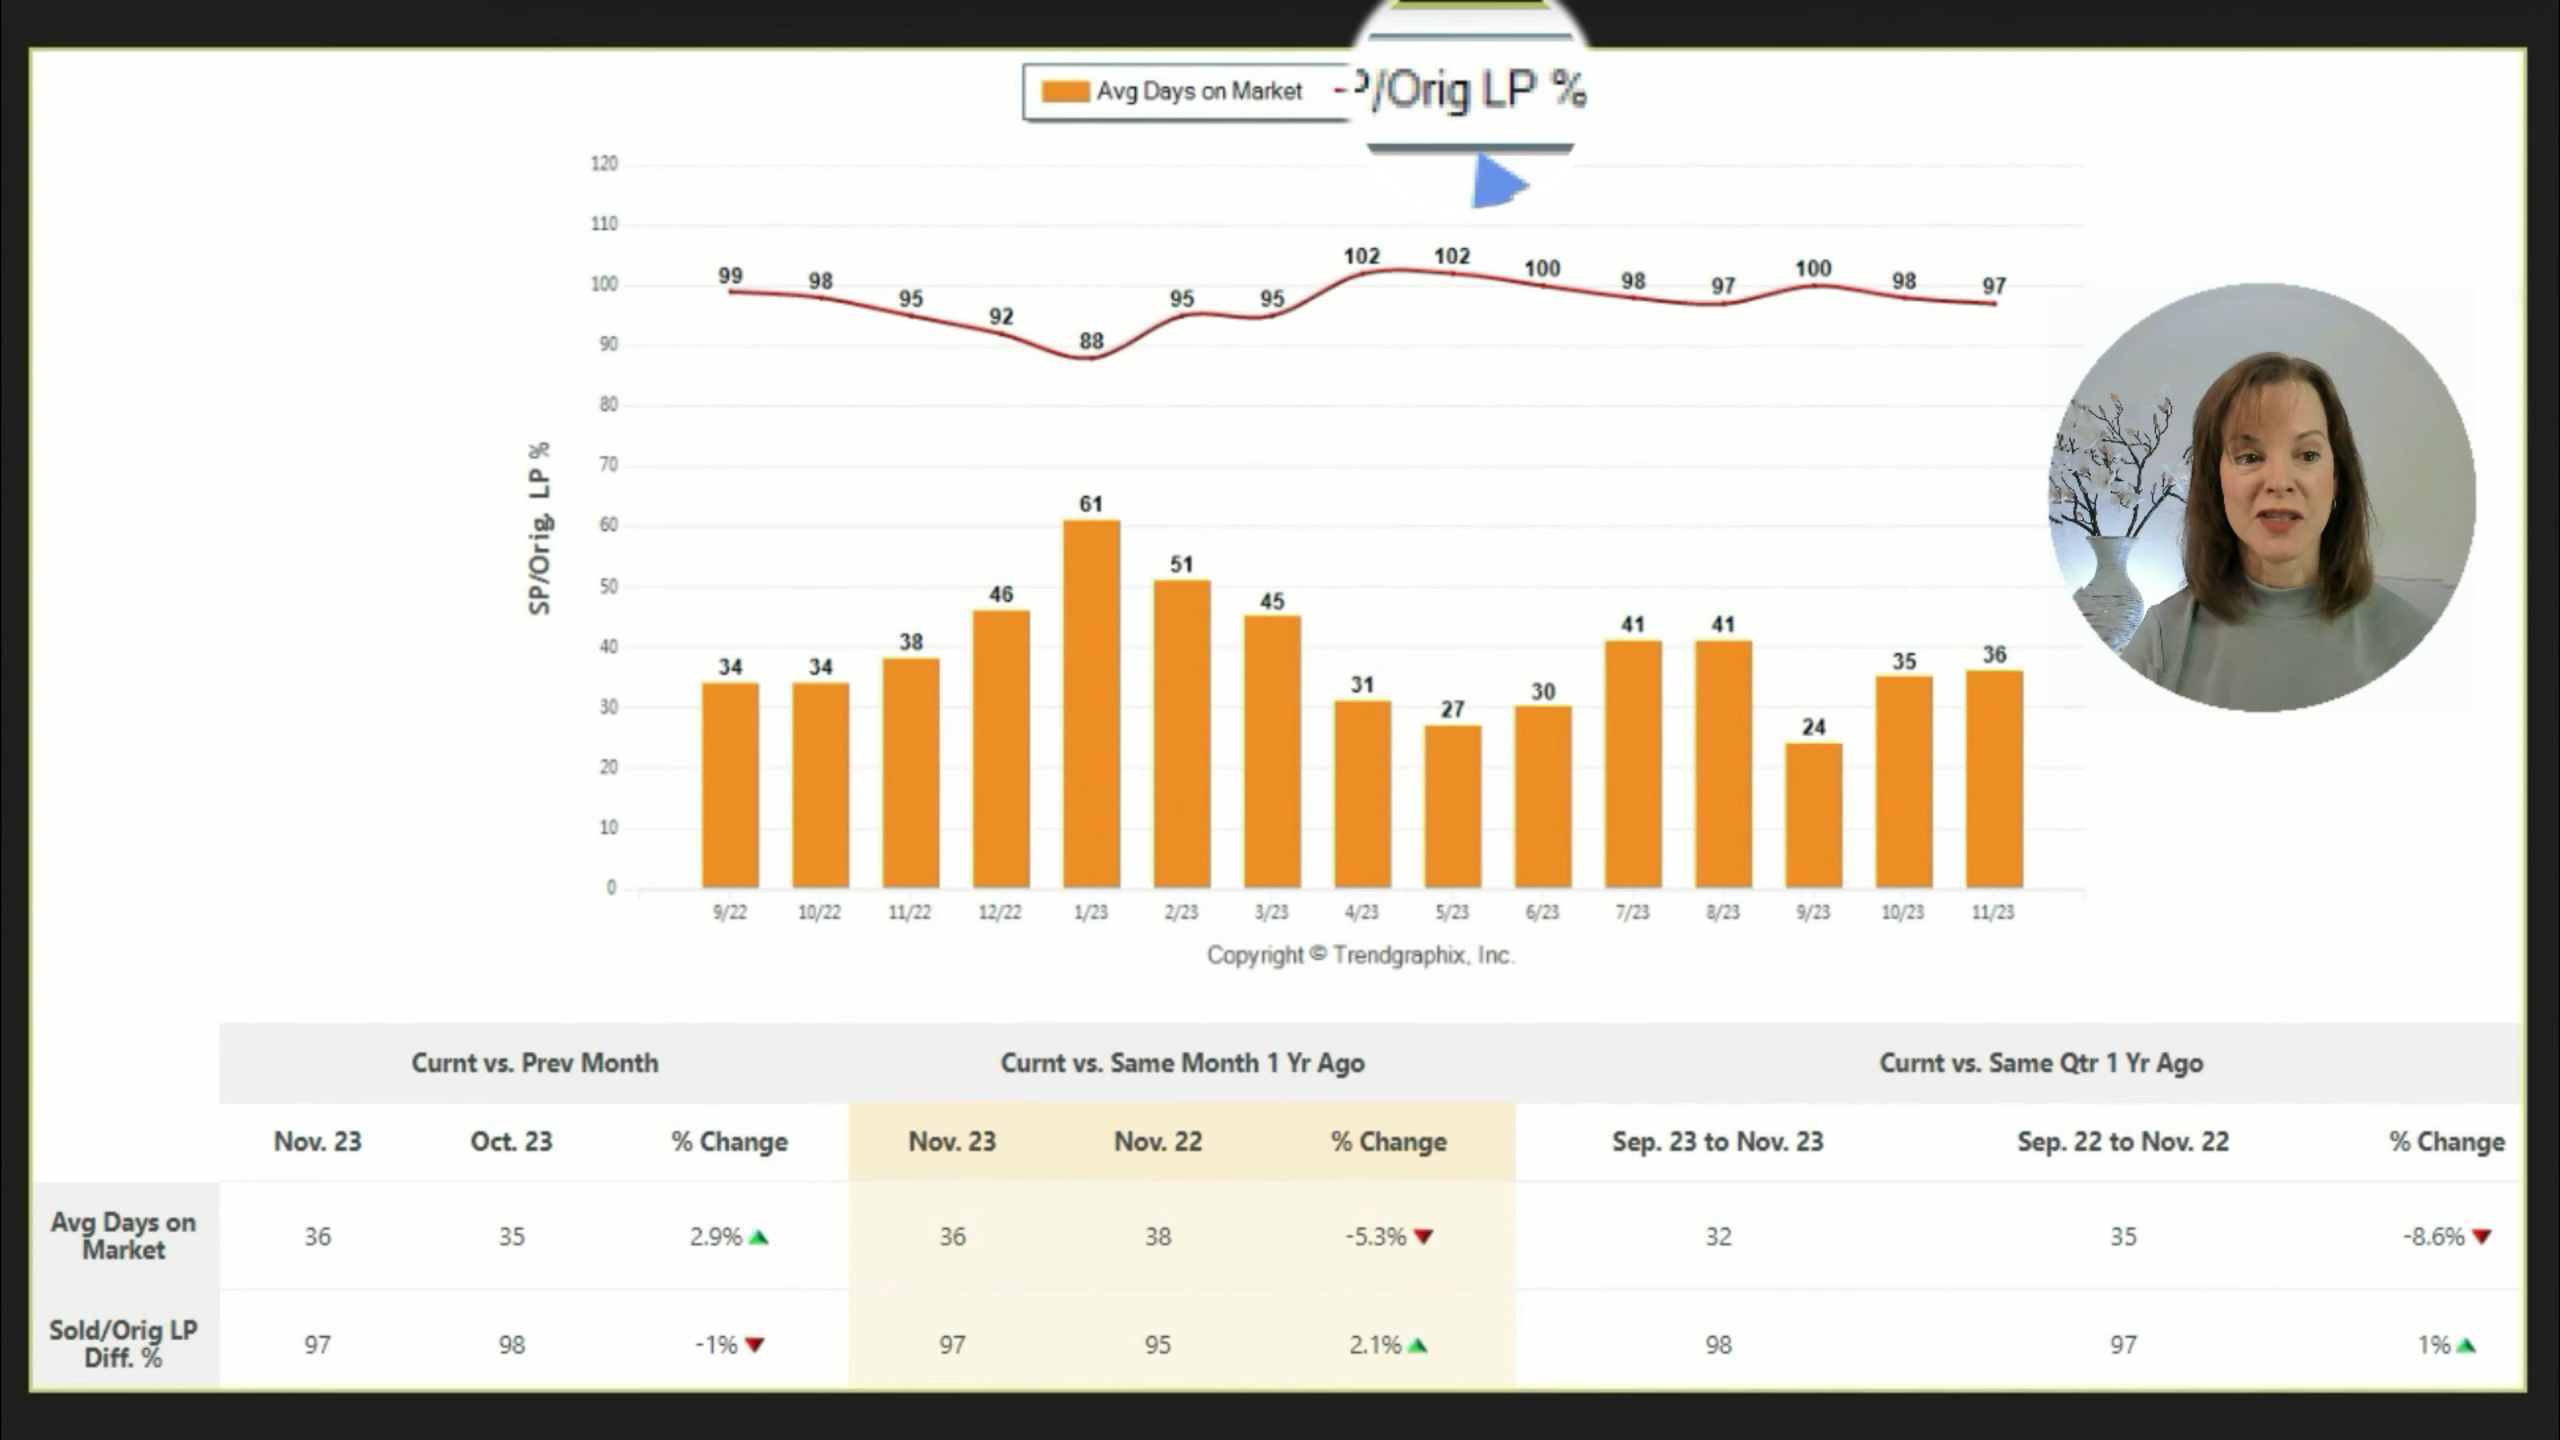 Avg Days on Market
P/Orig LP %
120
110
100
90
80
70
60
50
40
30
20
10
0
SP/Orig. LP %
99 98 95 92 88 95 95 102 102 100 98 97 100 98 97
34 34 38 46 61 51 45 31 27 30 41 41 24 35 36
9/22 10/22 11/22 12/22 1/23 2/23 3/23 4/23 5/23 6/23 7/23 8/23 9/23 10/23 11/23
Copyright © Trendgraphix, Inc.
Curnt vs. Prev Month Curnt vs. Same Month 1 Yr Ago Curnt vs. Same Qtr 1 Yr Ago
Nov. 23 Oct. 23 % Change Nov. 23 Nov. 22 % Change Sep. 23 to Nov. 23 Sep. 22 to Nov. 22 % Change
Avg Days on
Market
36 35 2.9% 36 38 -5.3% 32 35 -8.6%
Sold/Orig LP
Diff. %
97 98 -1% 97 95 2.1% 98 97 1%